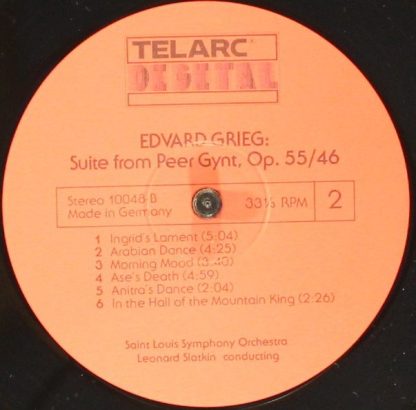 TELARC®
DIGITAL
EDVARD GRIEG:
Suite from Peer Gynt, Op. 55/46
Stereo 10048-B
Made in Germany
33⅓ RPM
2
1 Ingrid's Lament (5:04)
2 Arabian Dance (4:25)
3 Morning Mood (3:40)
4 Ase's Death (4:59)
5 Anitra's Dance (2:04)
6 In the Hall of the Mountain King (2:26)
Saint Louis Symphony Orchestra
Leonard Slatkin conducting